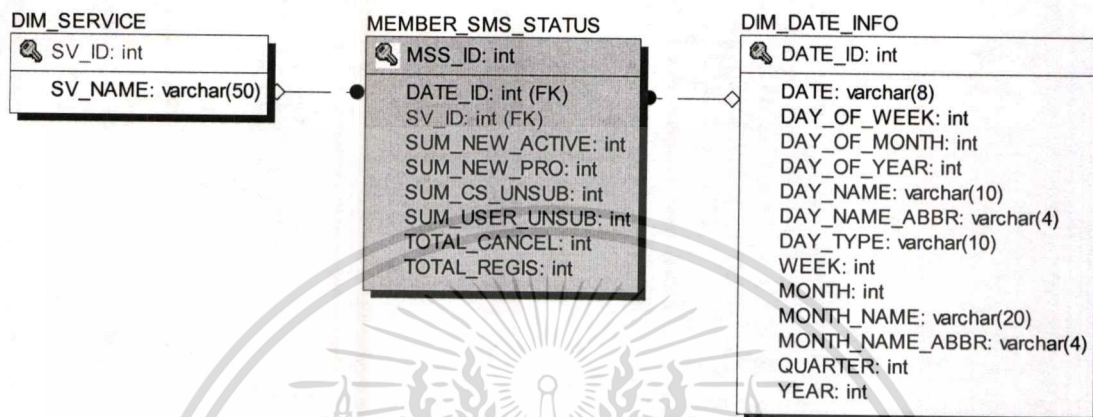 DIM_SERVICE
SV_ID: int
SV_NAME: varchar(50)
MEMBER_SMS_STATUS
MSS_ID: int
DATE_ID: int (FK)
SV_ID: int (FK)
SUM_NEW_ACTIVE: int
SUM_NEW_PRO: int
SUM_CS_UNSUB: int
SUM_USER_UNSUB: int
TOTAL_CANCEL: int
TOTAL_REGIS: int
DIM_DATE_INFO
DATE_ID: int
DATE: varchar(8)
DAY_OF_WEEK: int
DAY_OF_MONTH: int
DAY_OF_YEAR: int
DAY_NAME: varchar(10)
DAY_NAME_ABBR: varchar(4)
DAY_TYPE: varchar(10)
WEEK: int
MONTH: int
MONTH_NAME: varchar(20)
MONTH_NAME_ABBR: varchar(4)
QUARTER: int
YEAR: int